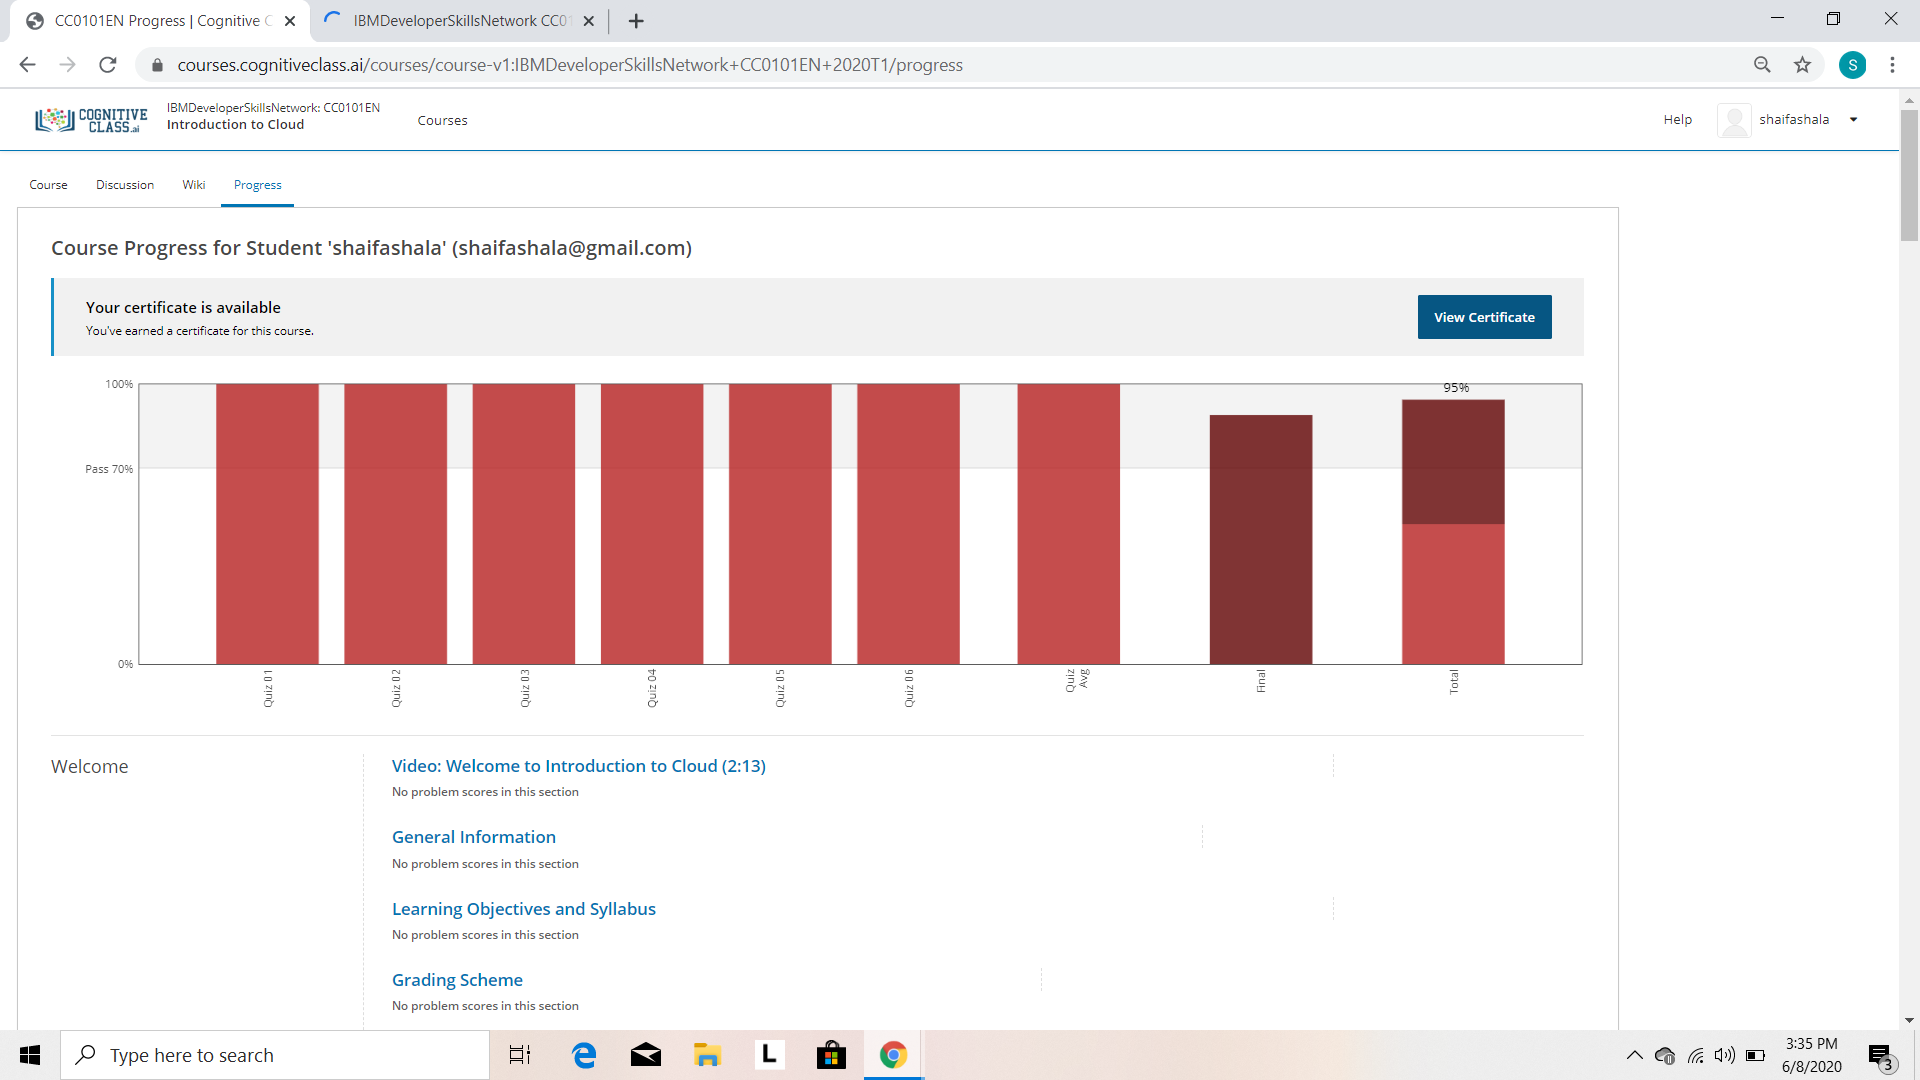 CC0101EN Progress | Cognitive C
IBMDeveloperSkillsNetwork CC01
courses.cognitiveclass.ai/courses/course-v1:IBMDeveloperSkillsNetwork+CC0101EN+2020T1/progress
S
COGNITIVE
CLASS.ai
IBMDeveloperSkillsNetwork: CC0101EN
Introduction to Cloud
Courses
Help
shaifashala
Course
Discussion
Wiki
Progress
Course Progress for Student 'shaifashala' (shaifashala@gmail.com)
Your certificate is available
You've earned a certificate for this course.
View Certificate
100%
95%
Pass 70%
0%
Quiz 01
Quiz 02
Quiz 03
Quiz 04
Quiz 05
Quiz 06
Quiz
Avg
Final
Total
Welcome
Video: Welcome to Introduction to Cloud (2:13)
No problem scores in this section
General Information
No problem scores in this section
Learning Objectives and Syllabus
No problem scores in this section
Grading Scheme
No problem scores in this section
Type here to search
L
3:35 PM
6/8/2020
3